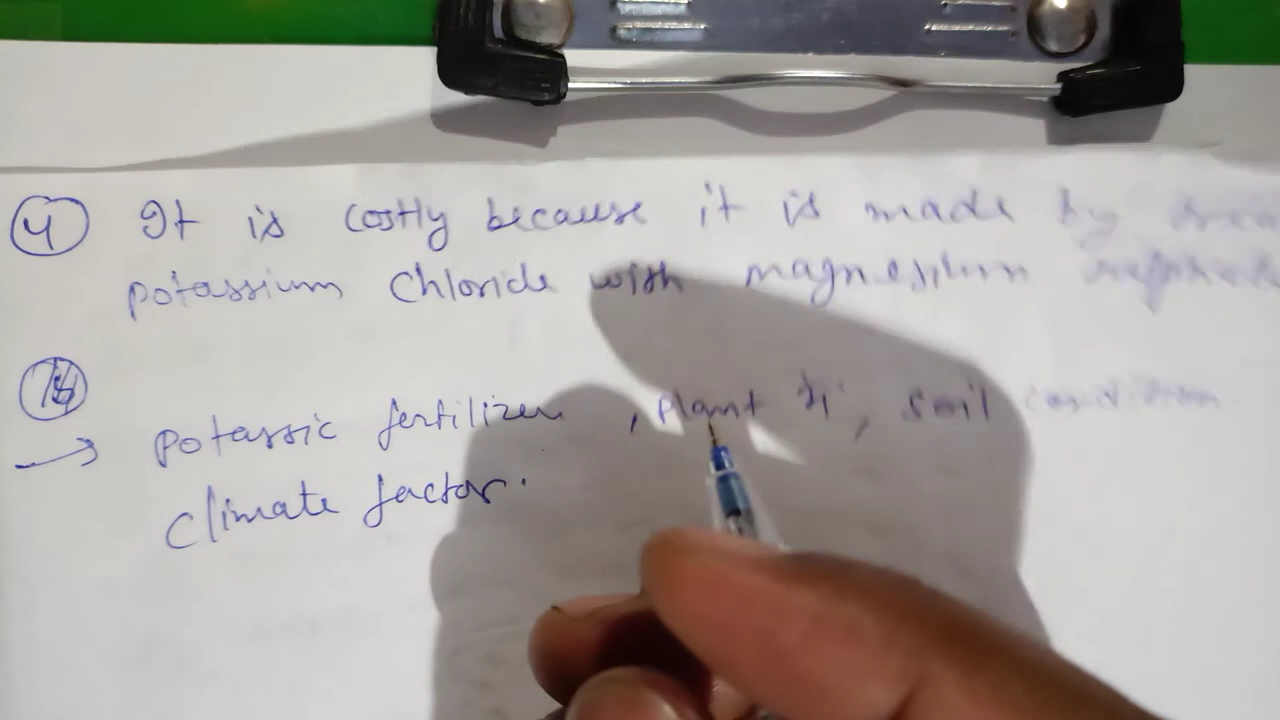 4 It is costly because it is made by
potassium chloride with magnesium
potassic fertilizer, plant, soil condition
climate factor.